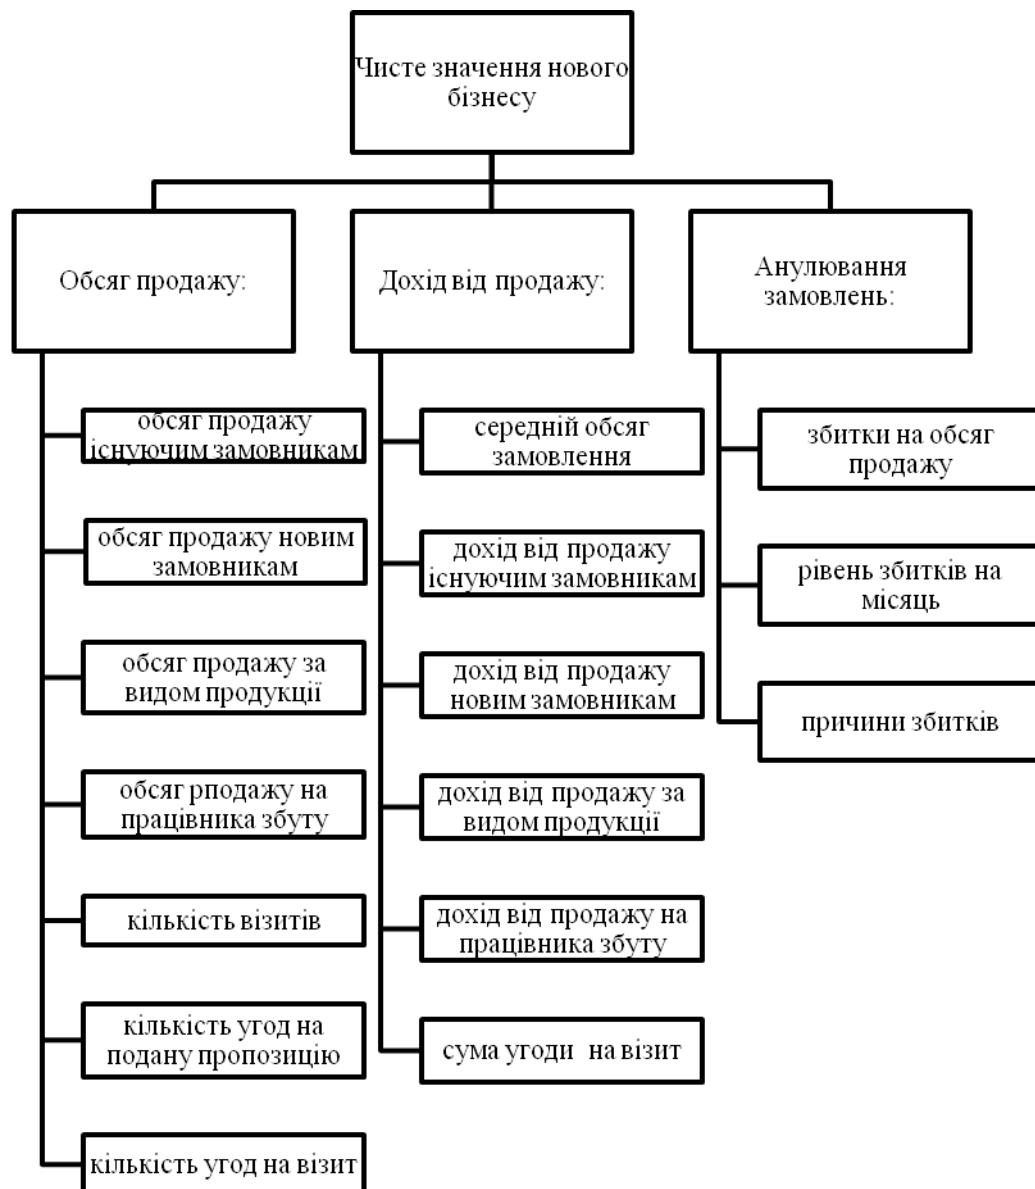 Чисте значення нового
бізнесу
Обсяг продажу:
Дохід від продажу:
Анулювання
замовлень:
обсяг продажу
існуючим замовникам
обсяг продажу новим
замовникам
обсяг продажу за
видом продукції
обсяг рподажу на
працівника збуту
кількість візитів
кількість угод на
подану пропозицію
кількість угод на візит
середній обсяг
замовлення
дохід від продажу
існуючим замовникам
дохід від продажу
новим замовникам
дохід від продажу за
видом продукції
дохід від продажу на
працівника збуту
сума угоди на візит
збитки на обсяг
продажу
рівень збитків на
місяць
причини збитків